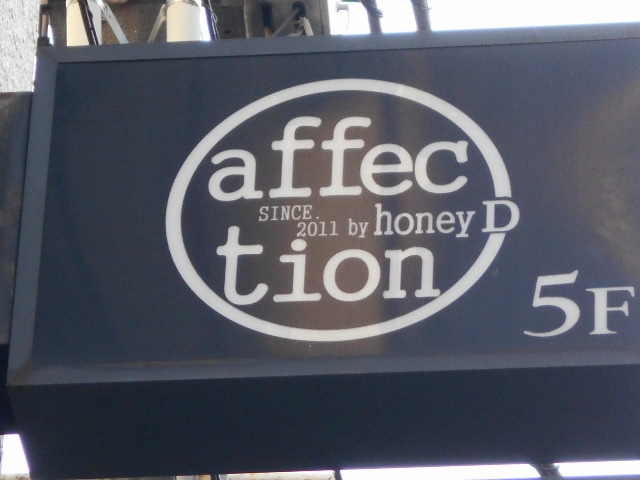 affec
SINCE.
2011 by honey D
tion
5F